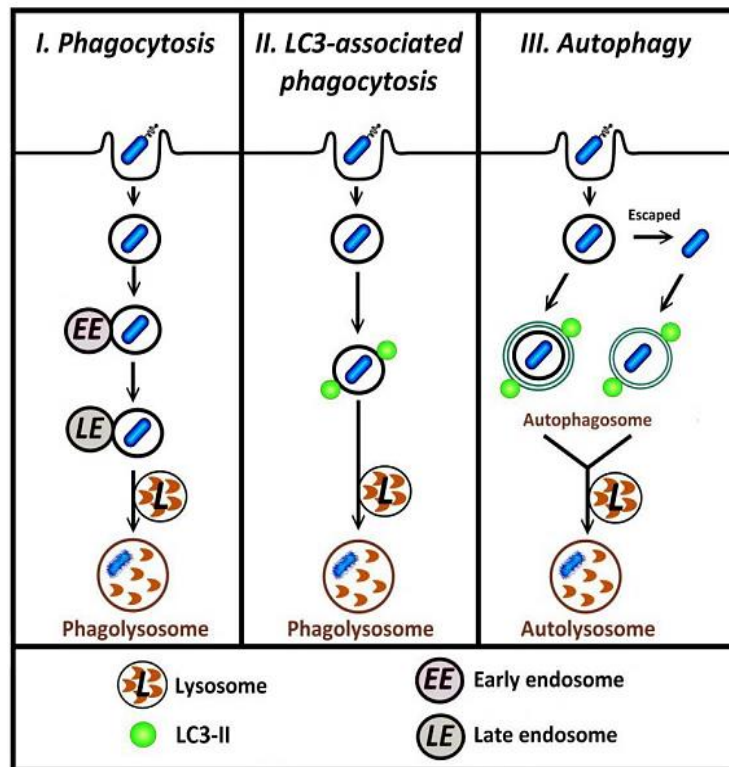 I. Phagocytosis
II. LC3-associated
phagocytosis
III. Autophagy
Escaped
EE
LE
Autophagosome
L
L
L
Phagolysosome
Phagolysosome
Autolysosome
L Lysosome
EE Early endosome
LC3-II
LE Late endosome